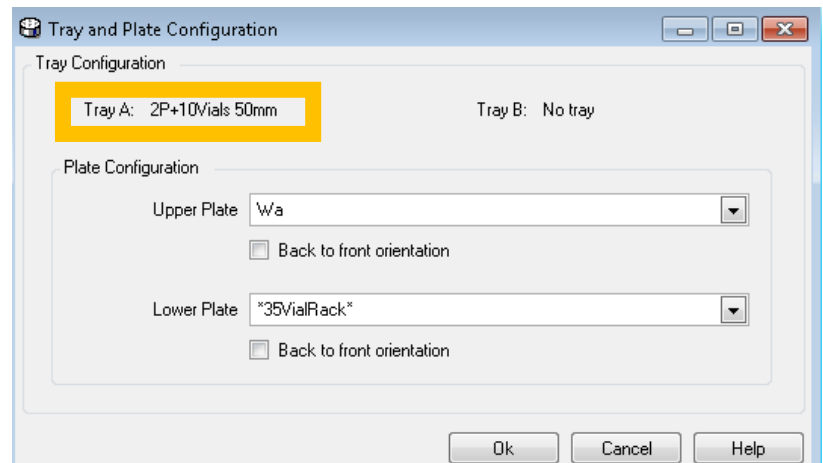 Tray and Plate Configuration
Tray Configuration
Tray A: 2P+10Vials 50mm Tray B: No tray
Plate Configuration
Upper Plate Wa
Back to front orientation
Lower Plate *35VialRack*
Back to front orientation
Ok Cancel Help